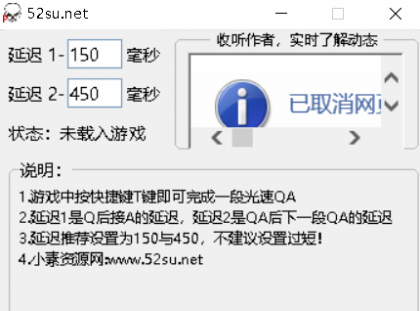 52su.net
延迟 1- 150 毫秒
收听作者，实时了解动态
延迟 2- 450 毫秒
已取消网页
状态：未载入游戏
说明：
1.游戏中按快捷键T键即可完成一段光速QA
2.延迟1是Q后接A的延迟，延迟2是QA后下一段QA的延迟
3.延迟推荐设置为150与450，不建议设置过短！
4.小素资源网:www.52su.net